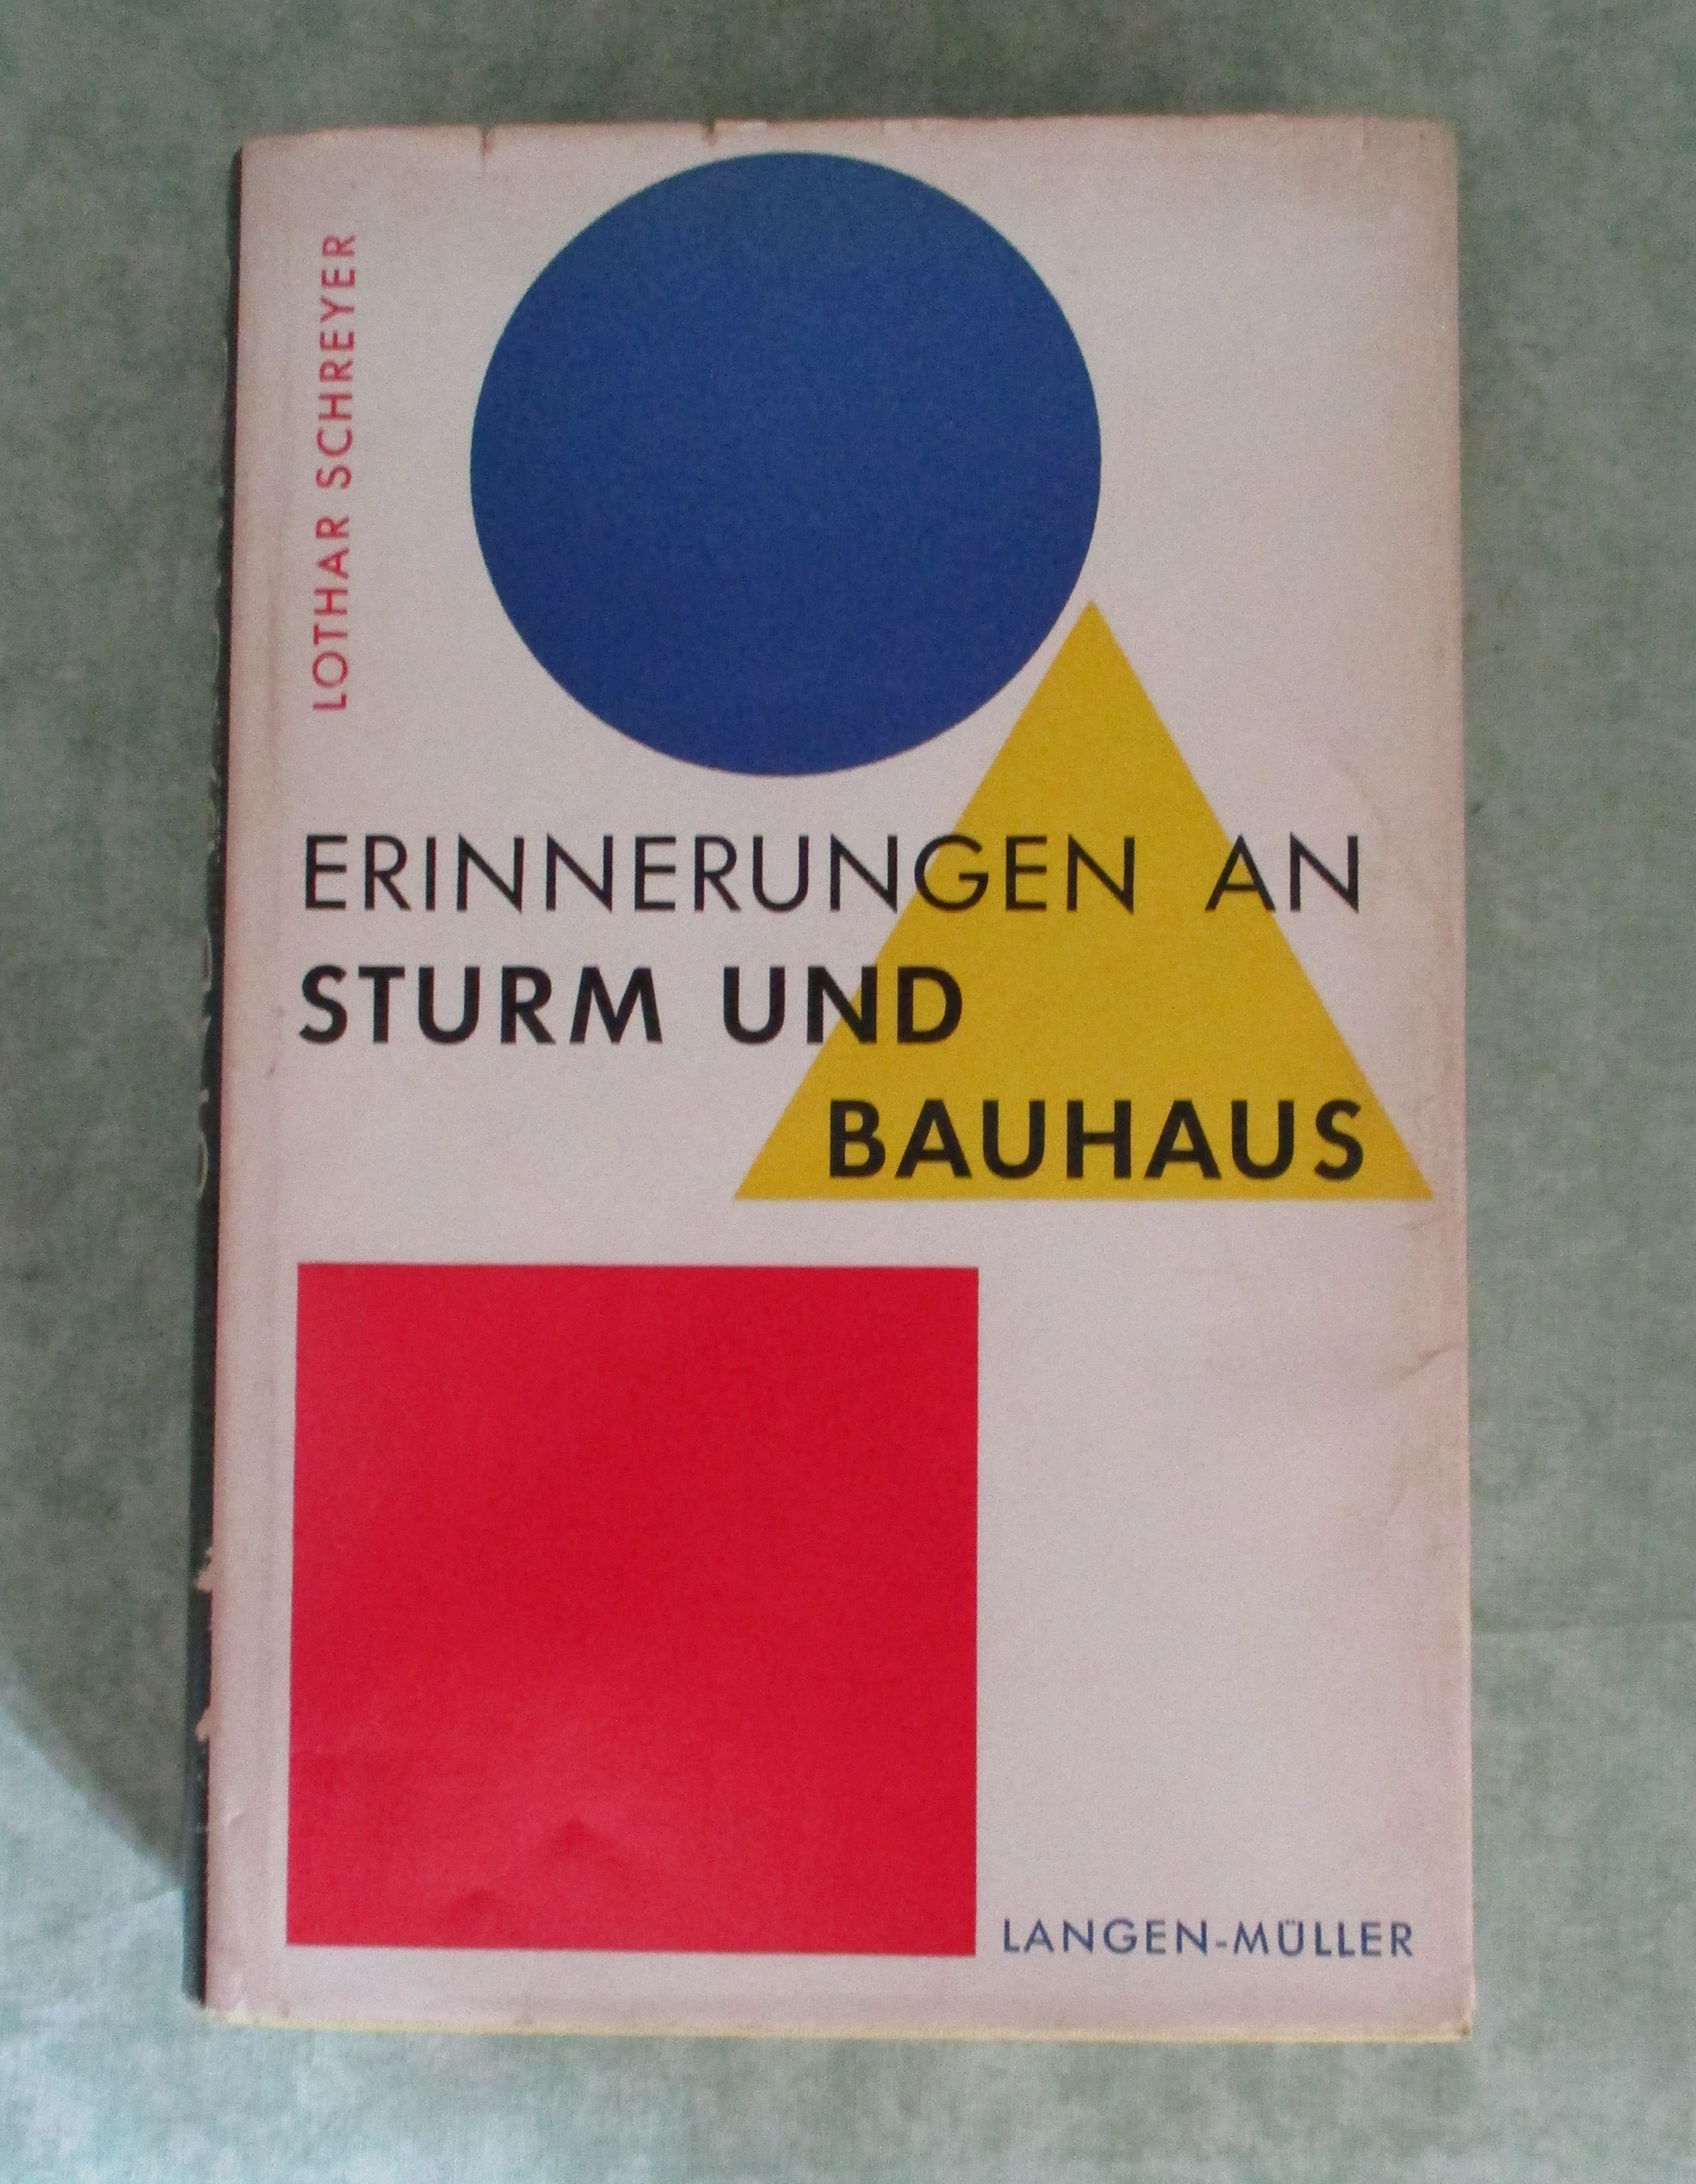 LOTHAR SCHREYER
ERINNERUNGEN AN
STURM UND
BAUHAUS
LANGEN-MÜLLER